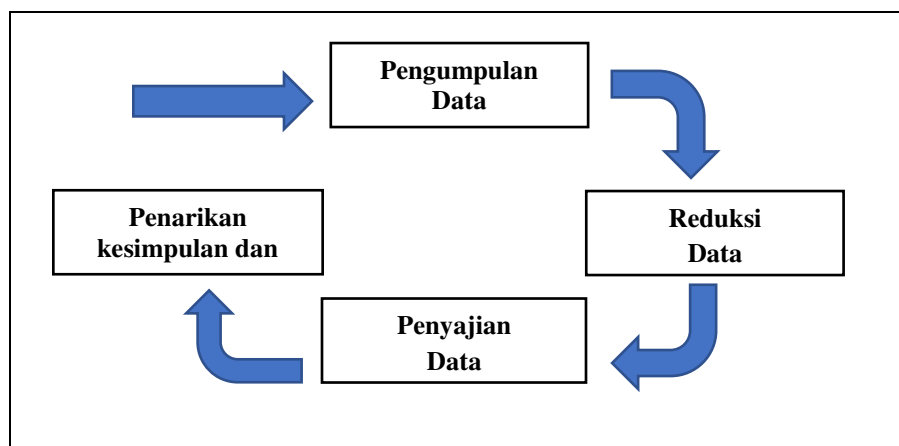 Pengumpulan
Data
Reduksi
Data
Penyajian
Data
Penarikan
kesimpulan dan